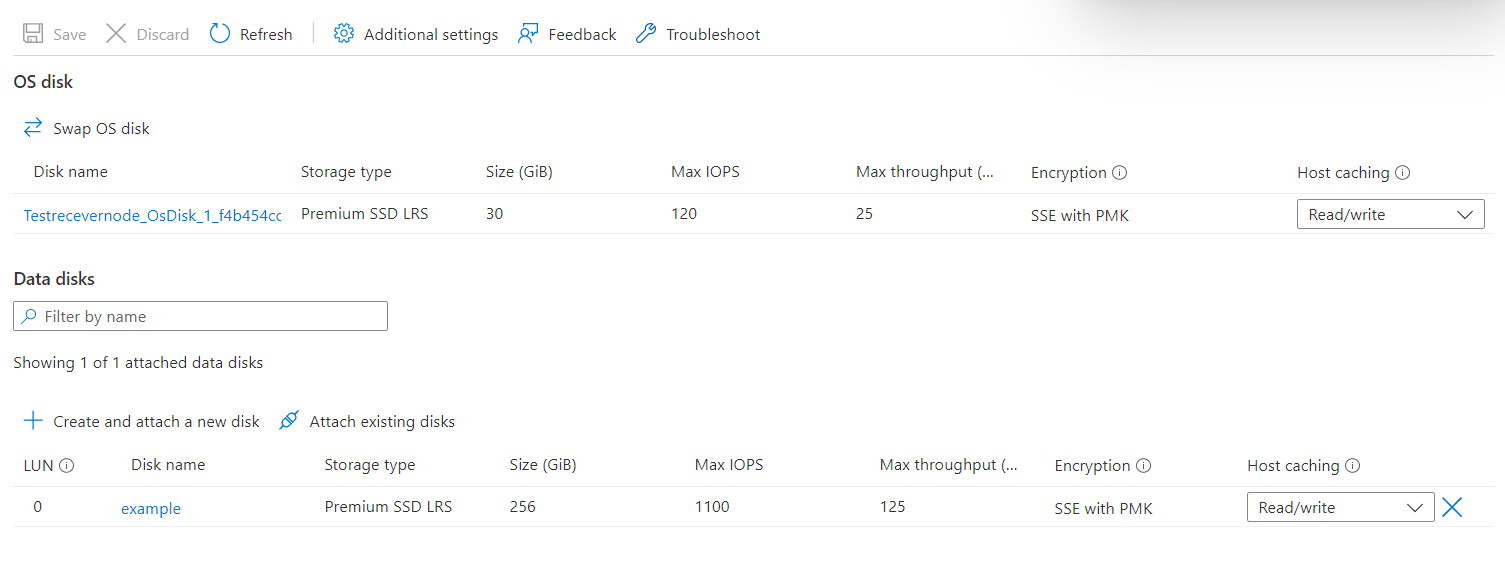 Save Discard Refresh Additional settings Feedback Troubleshoot
OS disk
Swap OS disk
Disk name Storage type Size (GiB) Max IOPS Max throughput (... Encryption Host caching
Testrecevernode_OsDisk_1_f4b454cc Premium SSD LRS 30 120 25 SSE with PMK Read/write
Data disks
Filter by name
Showing 1 of 1 attached data disks
Create and attach a new disk Attach existing disks
LUN Disk name Storage type Size (GiB) Max IOPS Max throughput (... Encryption Host caching
0 example Premium SSD LRS 256 1100 125 SSE with PMK Read/write